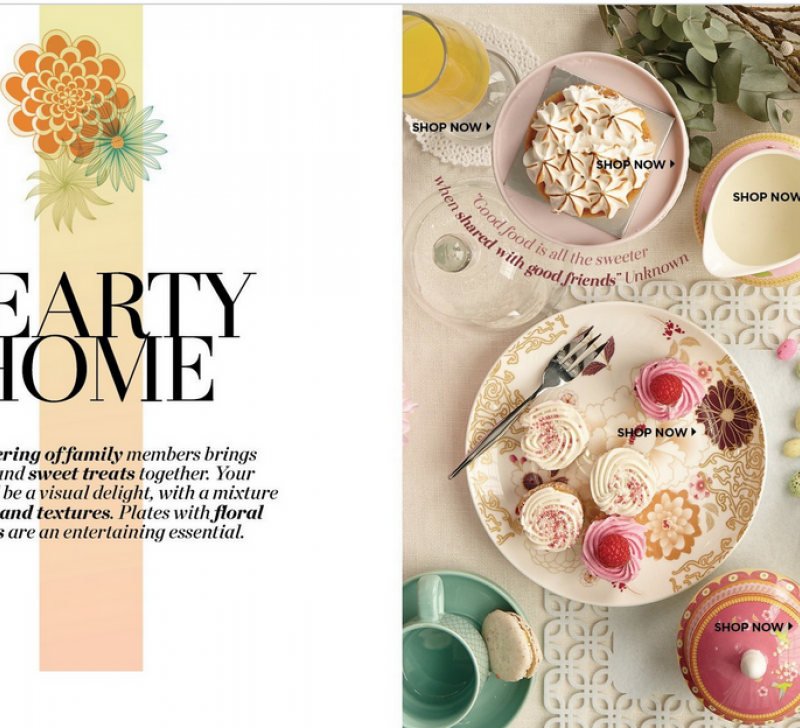 EARTY
HOME
ering of family members brings
and sweet treats together. Your
be a visual delight, with a mixture
and textures. Plates with floral
s are an entertaining essential.
SHOP NOW
SHOP NOW
SHOP NOW
"Good food is all the sweeter
when shared with good friends" Unknown
SHOP NOW
SHOP NOW